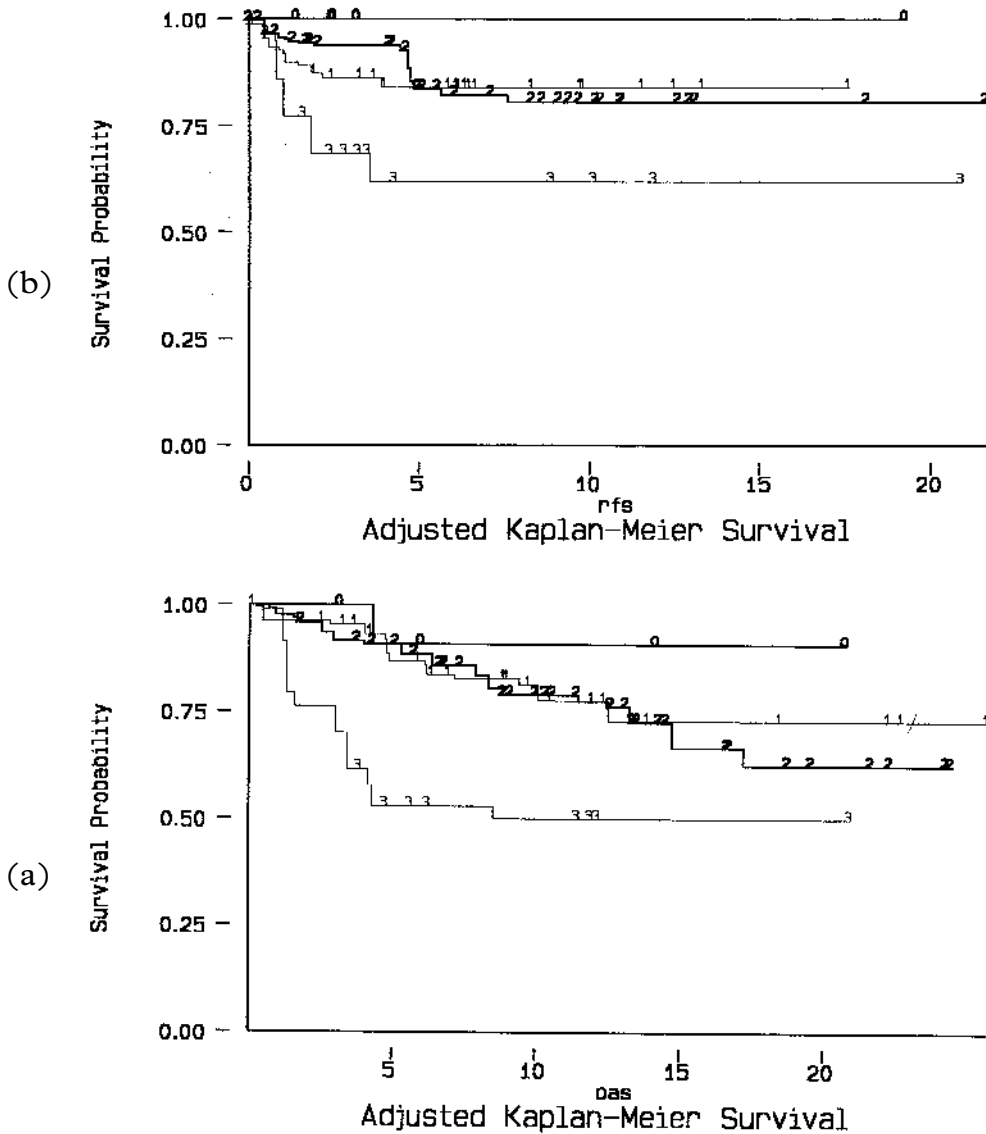 1.00
0.75
(b)
Survival Probability
0.50
0.25
0.00
0 5 10 15 20
rfs
Adjusted Kaplan-Meier Survival
1.00
0.75
(a)
Survival Probability
0.50
0.25
0.00
5 10 15 20
oas
Adjusted Kaplan-Meier Survival